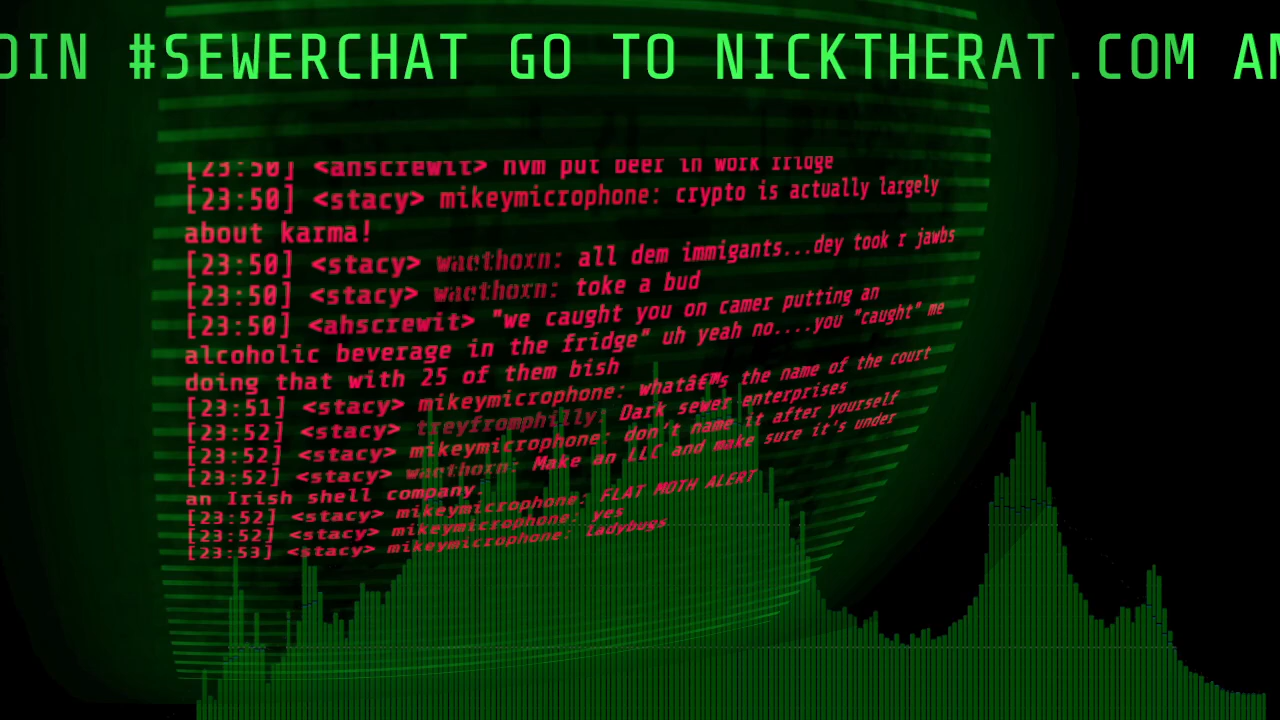 OIN #SEWERCHAT GO TO NICKTHERAT.COM AN
[23:50] <anscrewit> nvm put beer in work fridge
[23:50] <stacy> mikeymicrophone: crypto is actually largely
about karma!
[23:50] <stacy> waethorn: all dem immigants...dey took r jawbs
[23:50] <stacy> waethorn: toke a bud
[23:50] <ahscrewit> "we caught you on camer putting an
alcoholic beverage in the fridge" uh yeah no....you "caught" me
doing that with 25 of them bish
[23:51] <stacy> mikeymicrophone: whatâ€™s the name of the court
[23:52] <stacy> treyfromphilly: Dark sewer enterprises
[23:52] <stacy> mikeymicrophone: don't name it after yourself
[23:52] <stacy> waethorn: Make an LLC and make sure it's under
an Irish shell company.
[23:52] <stacy> mikeymicrophone: FLAT MOTH ALERT
[23:52] <stacy> mikeymicrophone: yes
[23:53] <stacy> mikeymicrophone: ladybugs